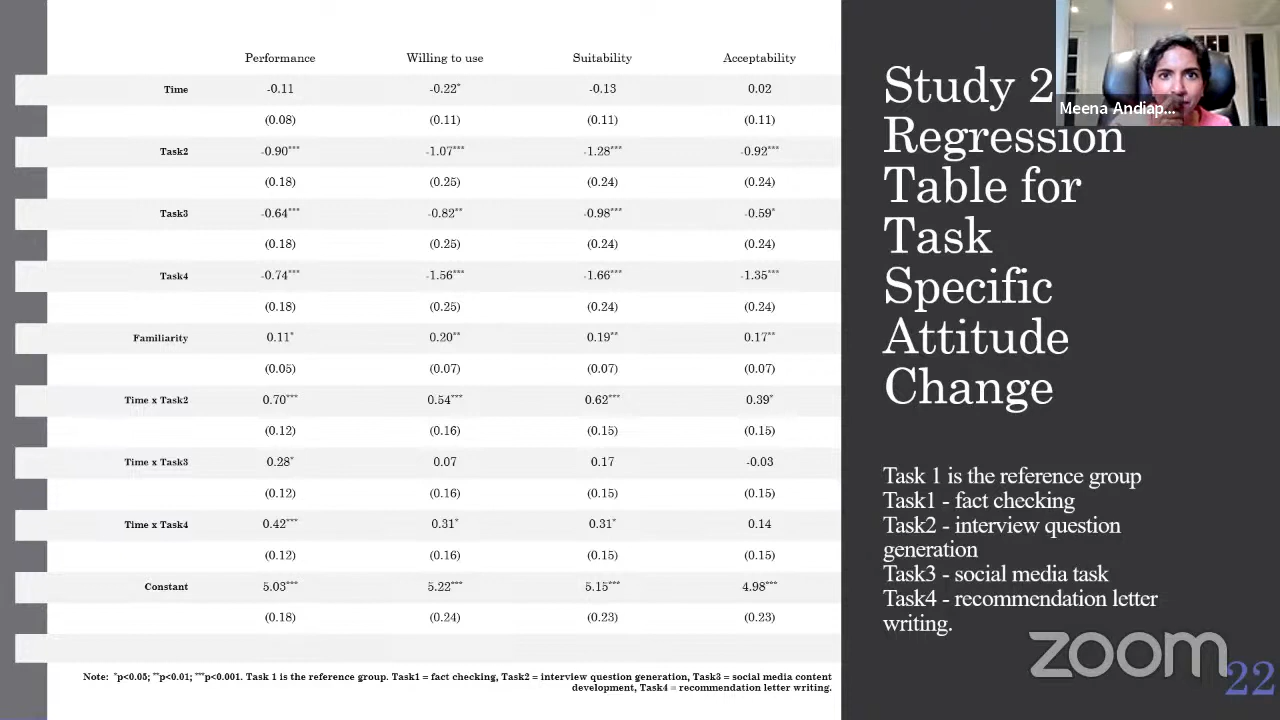 Performance Willing to use Suitability Acceptability
Time -0.11 -0.22* -0.13 0.02
(0.08) (0.11) (0.11) (0.11)
Task2 -0.90*** -1.07*** -1.28*** -0.92***
(0.18) (0.25) (0.24) (0.24)
Task3 -0.64*** -0.82** -0.98*** -0.59*
(0.18) (0.25) (0.24) (0.24)
Task4 -0.74*** -1.56*** -1.66*** -1.35***
(0.18) (0.25) (0.24) (0.24)
Familiarity 0.11* 0.20** 0.19** 0.17**
(0.05) (0.07) (0.07) (0.07)
Time x Task2 0.70*** 0.54*** 0.62*** 0.39*
(0.12) (0.16) (0.15) (0.15)
Time x Task3 0.28* 0.07 0.17 -0.03
(0.12) (0.16) (0.15) (0.15)
Time x Task4 0.42*** 0.31* 0.31* 0.14
(0.12) (0.16) (0.15) (0.15)
Constant 5.03*** 5.22*** 5.15*** 4.98***
(0.18) (0.24) (0.23) (0.23)
Note: *p<0.05; **p<0.01; ***p<0.001. Task 1 is the reference group. Task1 = fact checking, Task2 = interview question generation, Task3 = social media content
development, Task4 = recommendation letter writing.
Study 2
Regression
Table for
Task
Specific
Attitude
Change
Meena Andiap...
Task 1 is the reference group
Task1 - fact checking
Task2 - interview question
generation
Task3 - social media task
Task4 - recommendation letter
writing.
zoom
22